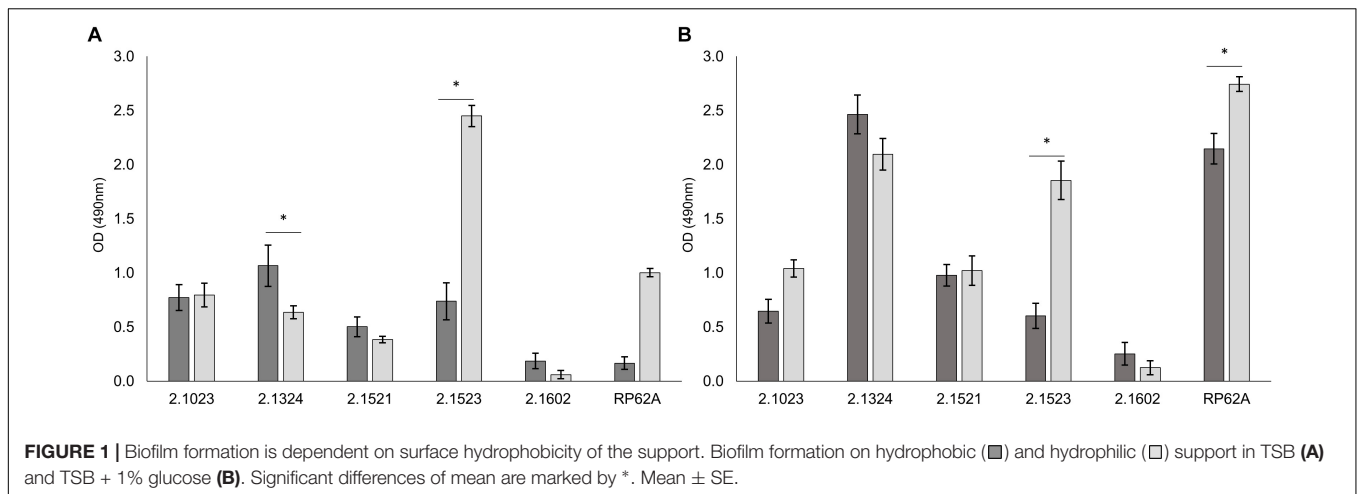 A
3.0
2.5
2.0
1.5
1.0
0.5
0.0
OD (490nm)
*
*
2.1023 2.1324 2.1521 2.1523 2.1602 RP62A
B
3.0
2.5
2.0
1.5
1.0
0.5
0.0
OD (490nm)
*
*
2.1023 2.1324 2.1521 2.1523 2.1602 RP62A
FIGURE 1 | Biofilm formation is dependent on surface hydrophobicity of the support. Biofilm formation on hydrophobic (■) and hydrophilic (□) support in TSB (A)
and TSB + 1% glucose (B). Significant differences of mean are marked by *. Mean ± SE.